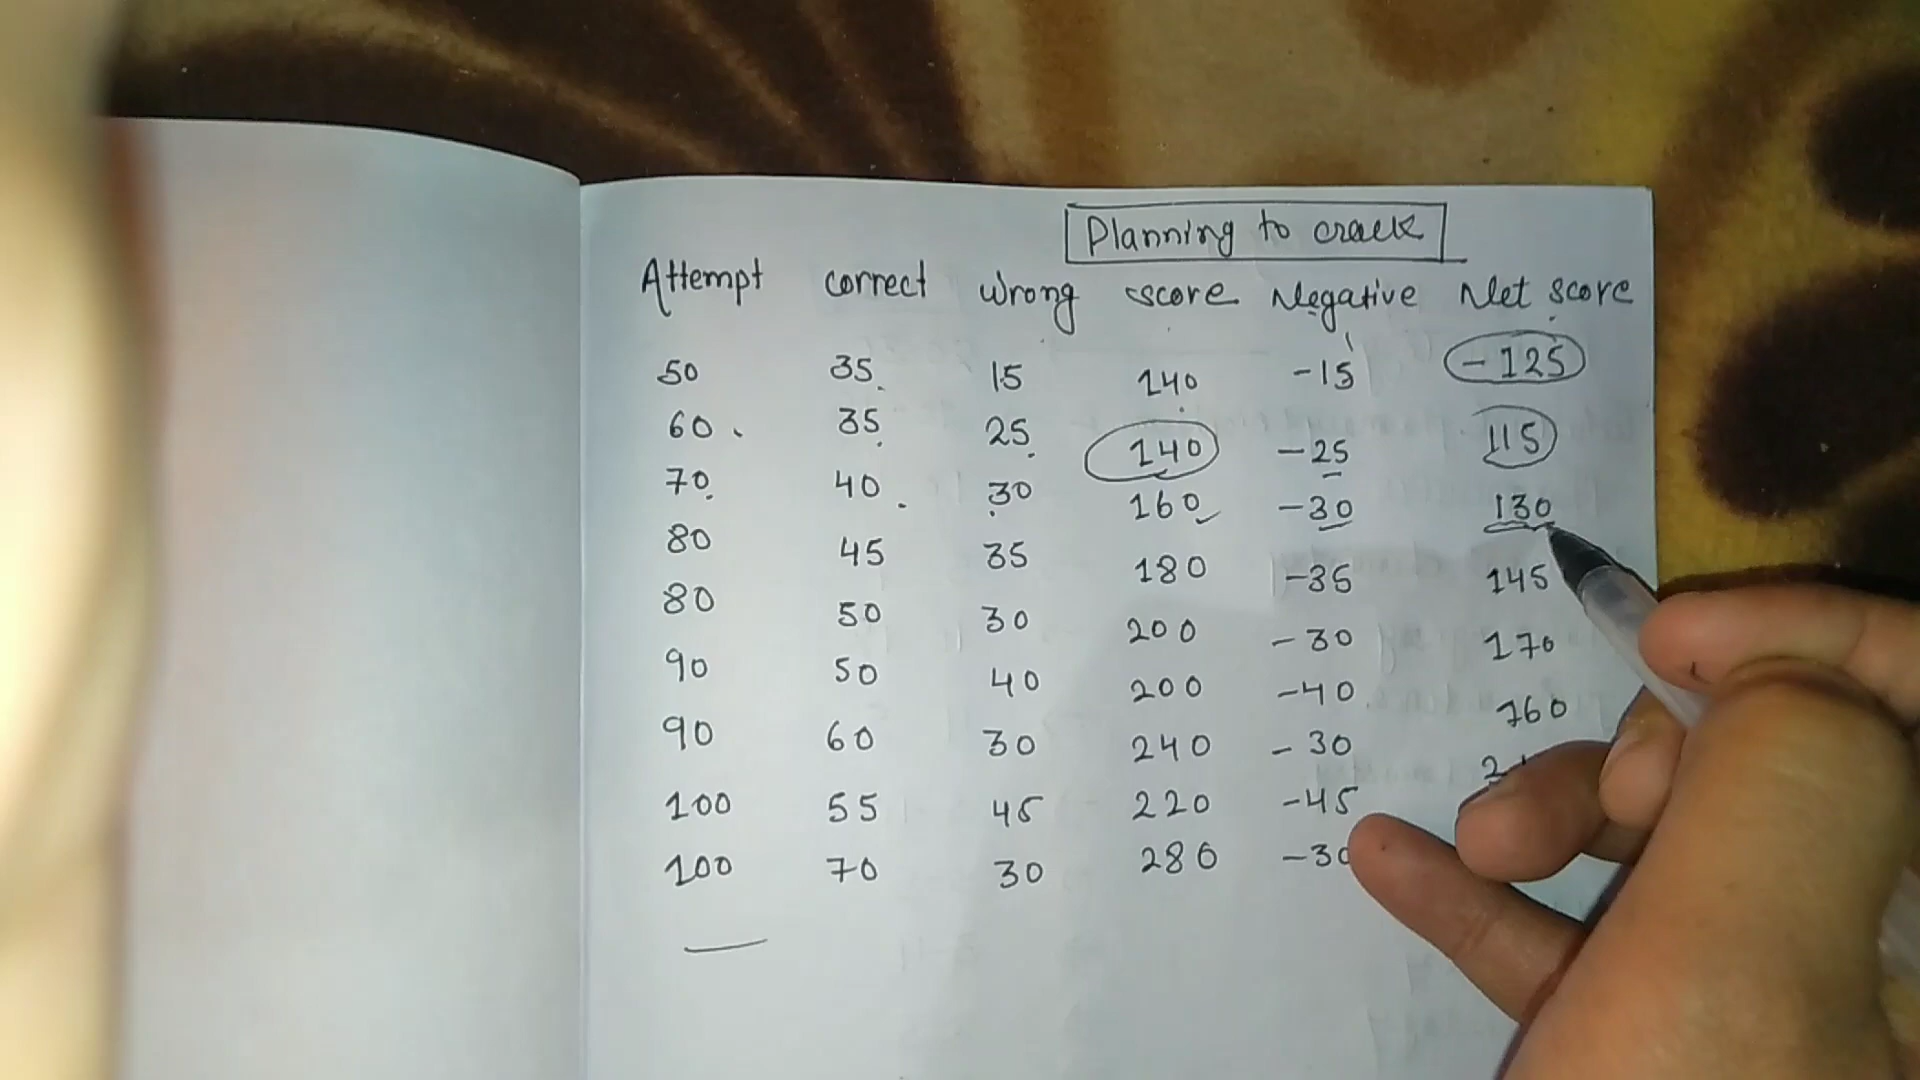 Planning to crack
Attempt correct wrong score Negative Net score
50 35 15 140 -15 -125
60 35 25 140 -25 115
70 40 30 160 -30 130
80 45 35 180 -35 145
80 50 30 200 -30 170
90 50 40 200 -40 160
90 60 30 240 -30
100 55 45 220 -45
100 70 30 280 -30